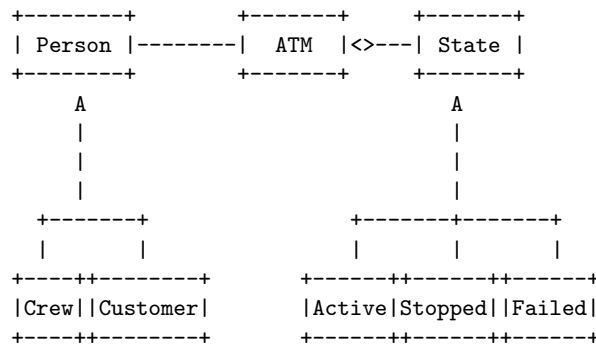 +--------+         +-------+      +-------+
| Person |--------|  ATM  |<>---| State |
+--------+         +-------+      +-------+
     A                                A
     |                                |
     |                                |
     |                                |
  +-------+                   +-------+-------+
  |       |                   |       |       |
+----++--------+         +------++-------++------+
|Crew||Customer|         |Active|Stopped||Failed|
+----++--------+         +------++-------++------+